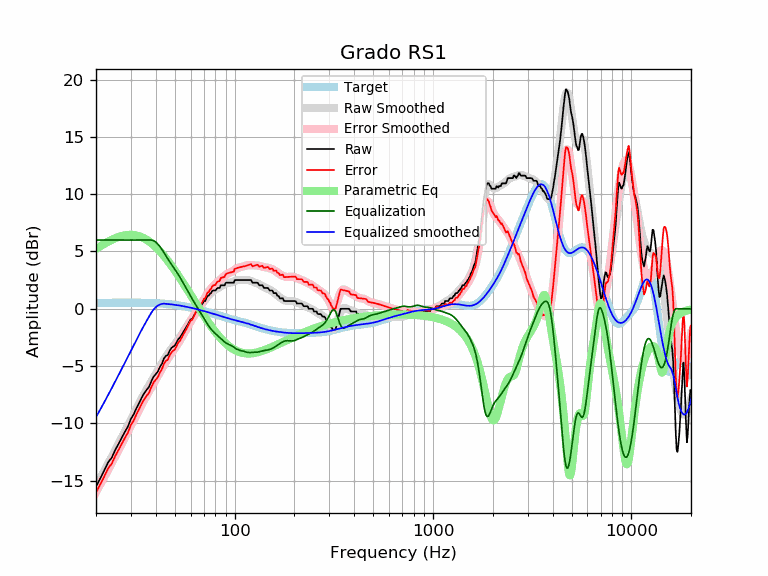 Grado RS1
Target
Raw Smoothed
Error Smoothed
Raw
Error
Parametric Eq
Equalization
Equalized smoothed
20
15
10
5
0
−5
−10
−15
Amplitude (dBr)
100
1000
10000
Frequency (Hz)